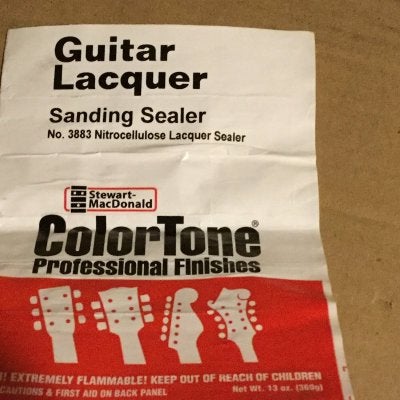 Guitar
Lacquer
Sanding Sealer
No. 3883 Nitrocellulose Lacquer Sealer
Stewart-
MacDonald
ColorTone®
Professional Finishes
! EXTREMELY FLAMMABLE! KEEP OUT OF REACH OF CHILDREN
CAUTIONS & FIRST AID ON BACK PANEL Net Wt. 13 oz. (369g)